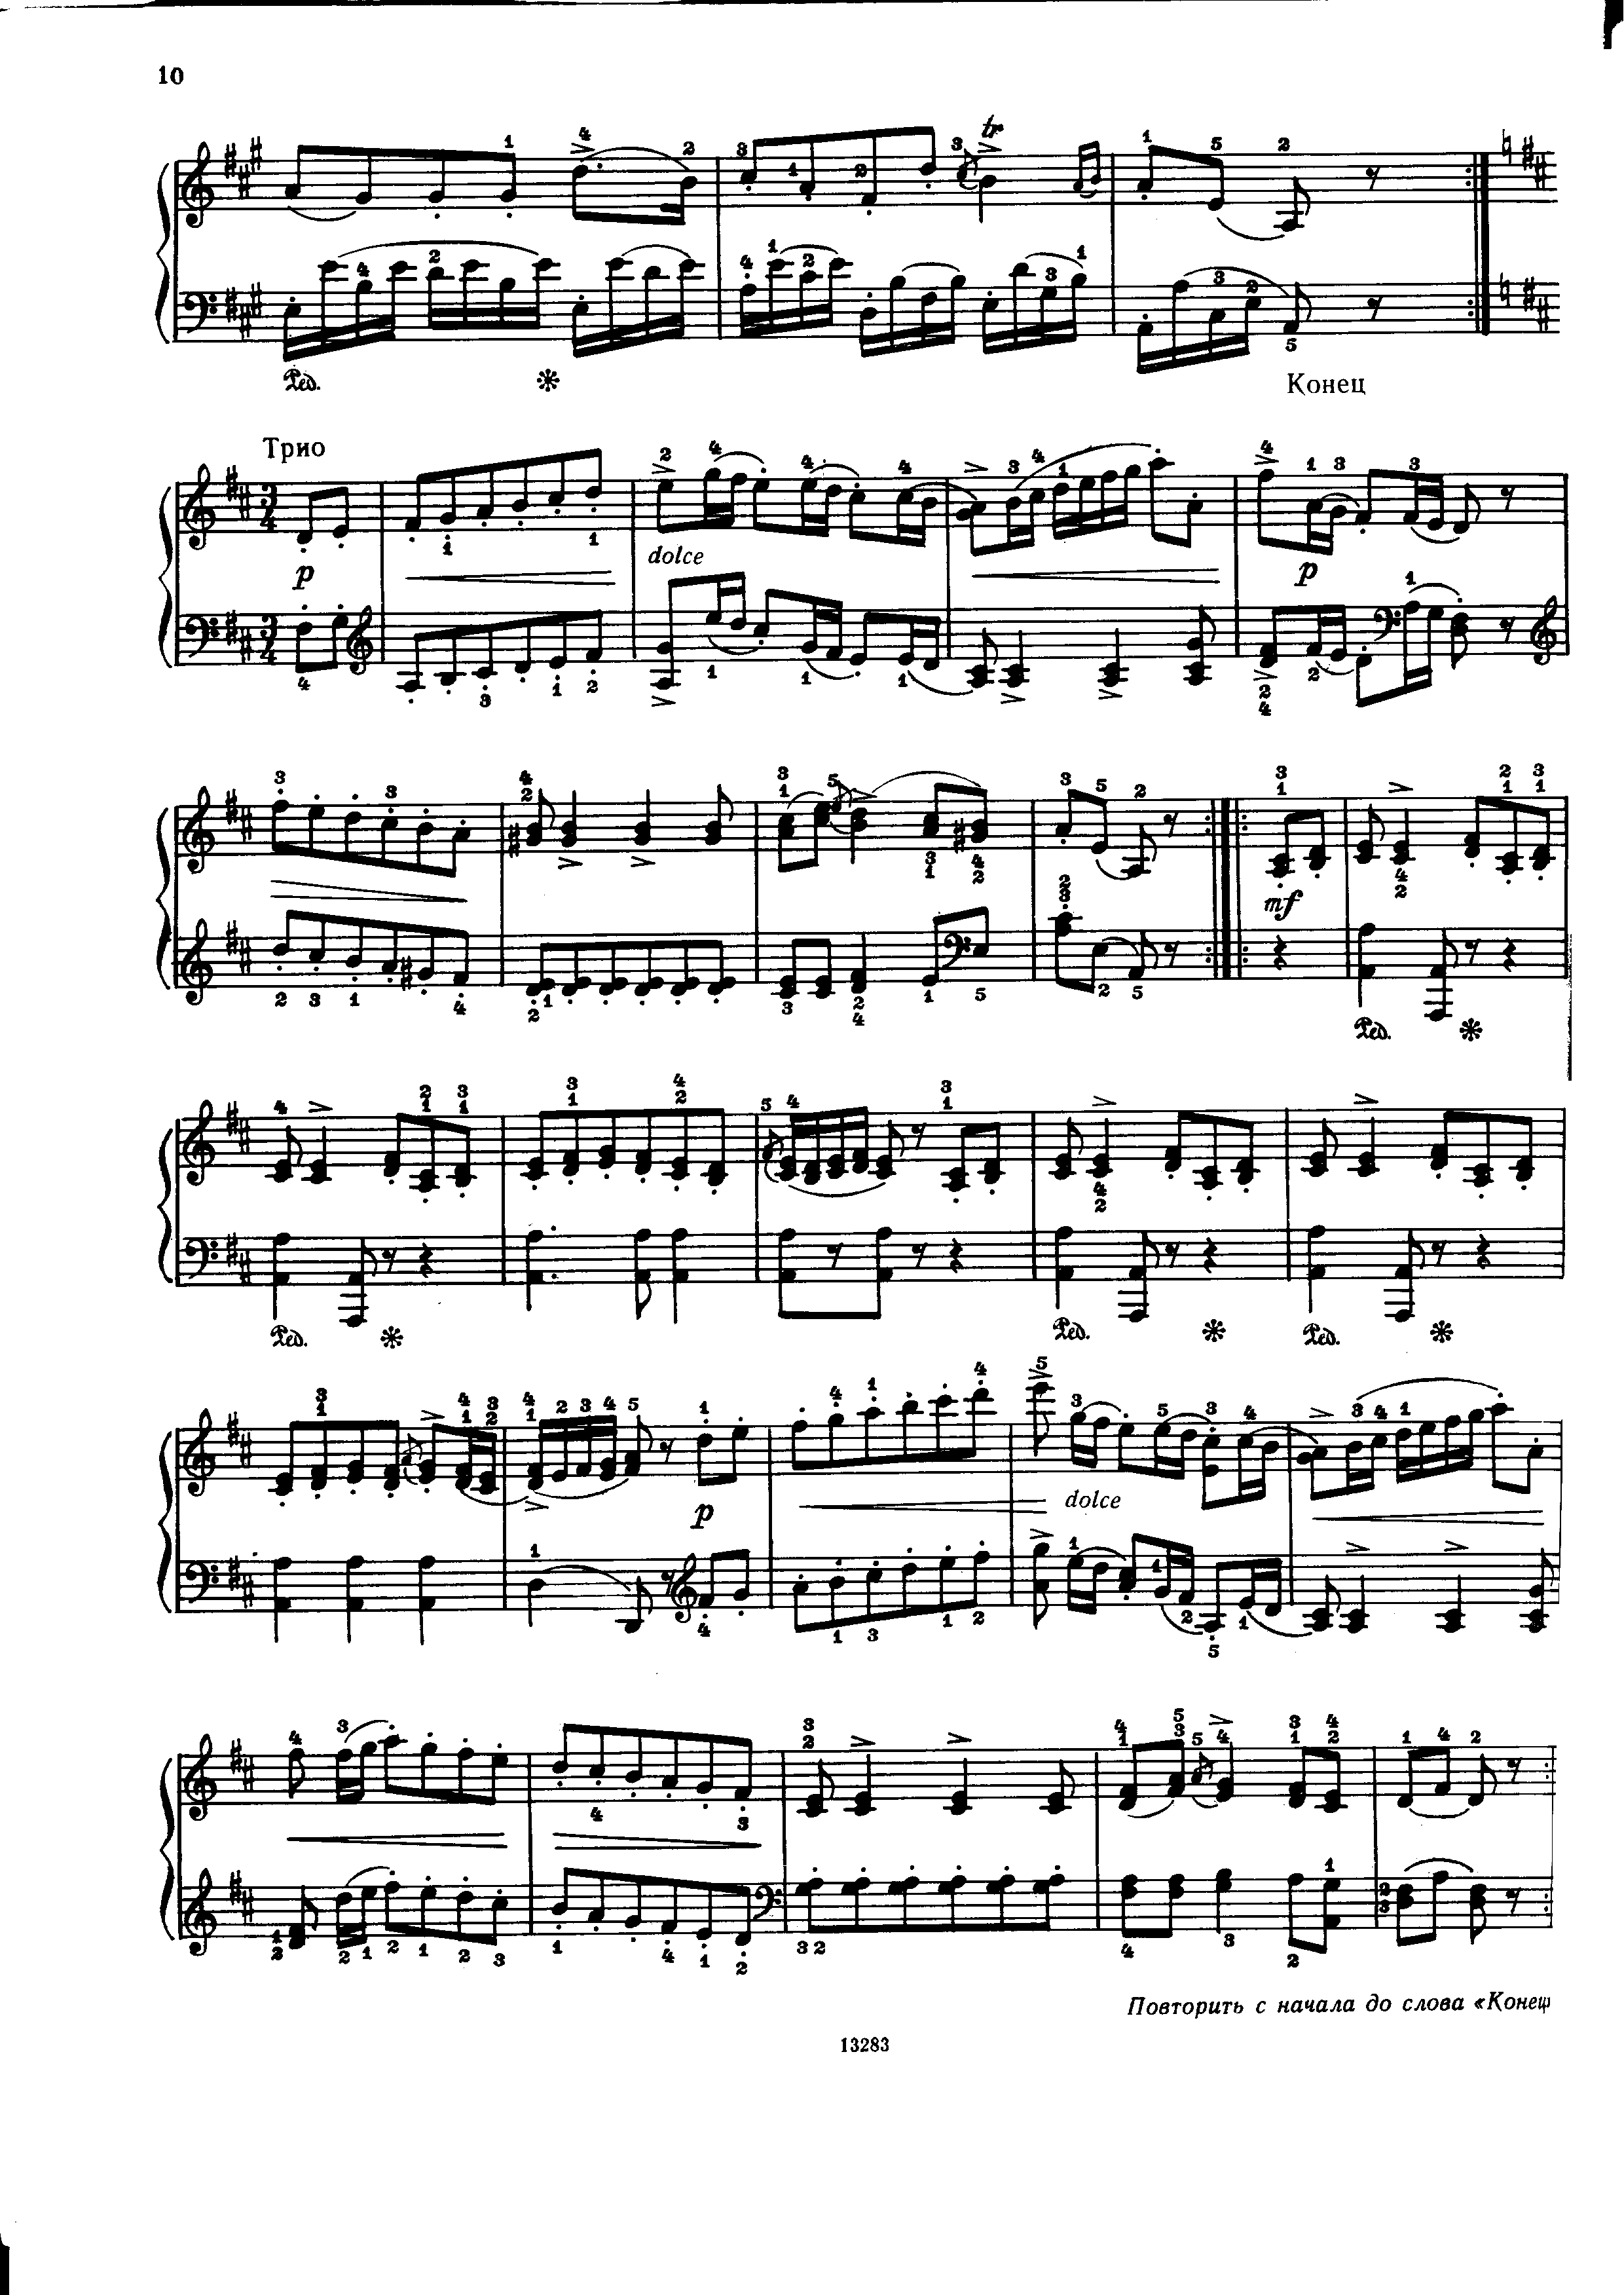 10
Конец
Трио
p
dolce
p
mf
p
dolce
Повторить с начала до слова «Конец
13283